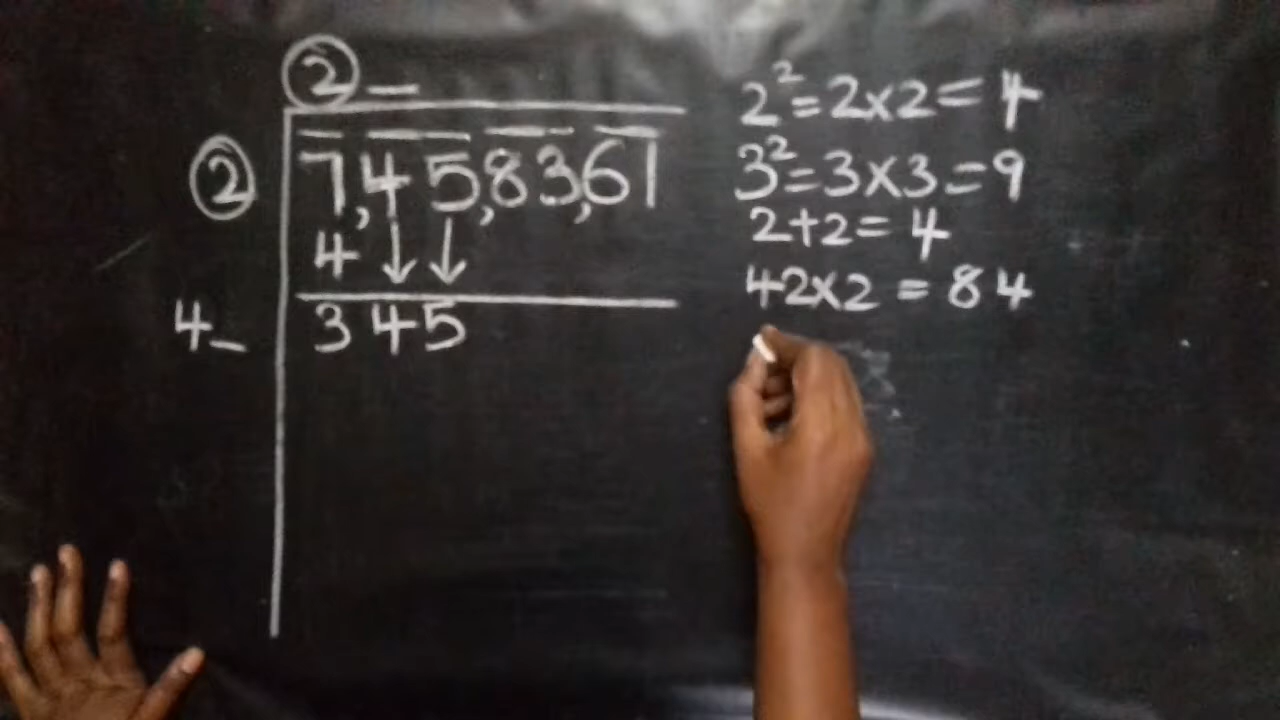 2 _
2 7,45,83,61
4
4_ 345
2²=2x2=4
3²=3x3=9
2+2=4
42x2=84